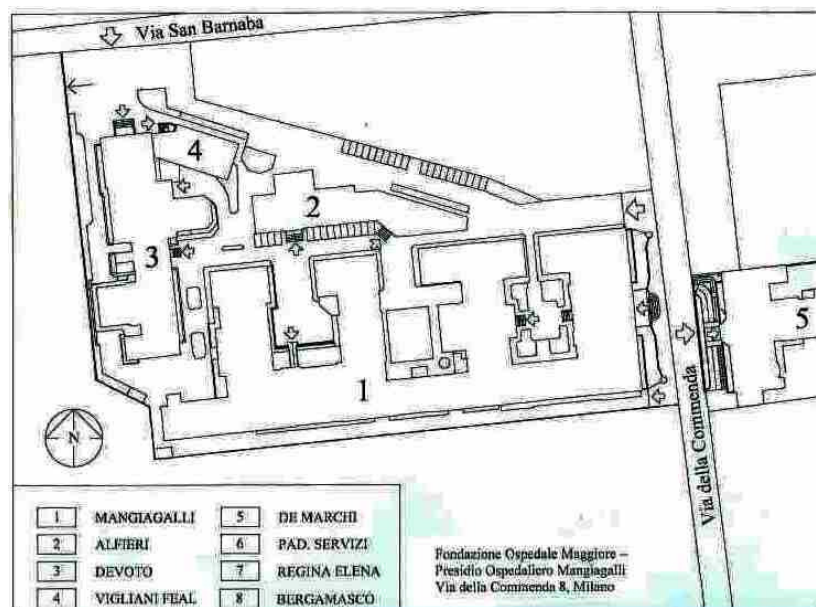 Via San Barnaba
4
2
3
5
1
N
Via della Commenda
1 MANGIAGALLI
2 ALFIERI
3 DEVOTO
4 VIGLIANI FEAL
5 DE MARCHI
6 PAD. SERVIZI
7 REGINA ELENA
8 BERGAMASCO
Fondazione Ospedale Maggiore –
Presidio Ospedaliero Mangiagalli
Via della Commenda 8, Milano